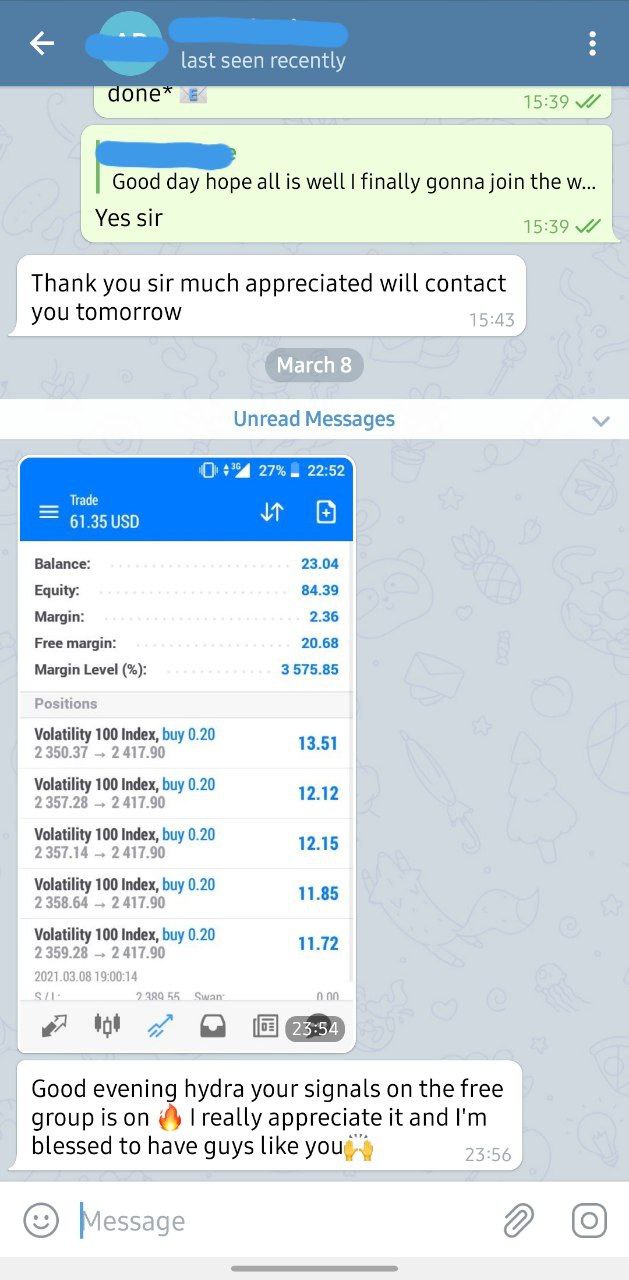 last seen recently
done* 📧
15:39
Good day hope all is well I finally gonna join the w...
Yes sir
15:39
Thank you sir much appreciated will contact
you tomorrow
15:43
March 8
Unread Messages
3G 27% 22:52
Trade
61.35 USD
Balance: 23.04
Equity: 84.39
Margin: 2.36
Free margin: 20.68
Margin Level (%): 3 575.85
Positions
Volatility 100 Index, buy 0.20
2 350.37 → 2 417.90
13.51
Volatility 100 Index, buy 0.20
2 357.28 → 2 417.90
12.12
Volatility 100 Index, buy 0.20
2 357.14 → 2 417.90
12.15
Volatility 100 Index, buy 0.20
2 358.64 → 2 417.90
11.85
Volatility 100 Index, buy 0.20
2 359.28 → 2 417.90
11.72
2021.03.08 19:00:14
S / L: 2 389.55 Swap: 0.00
23:54
Good evening hydra your signals on the free
group is on 🔥 I really appreciate it and I'm
blessed to have guys like you🙌
23:56
Message